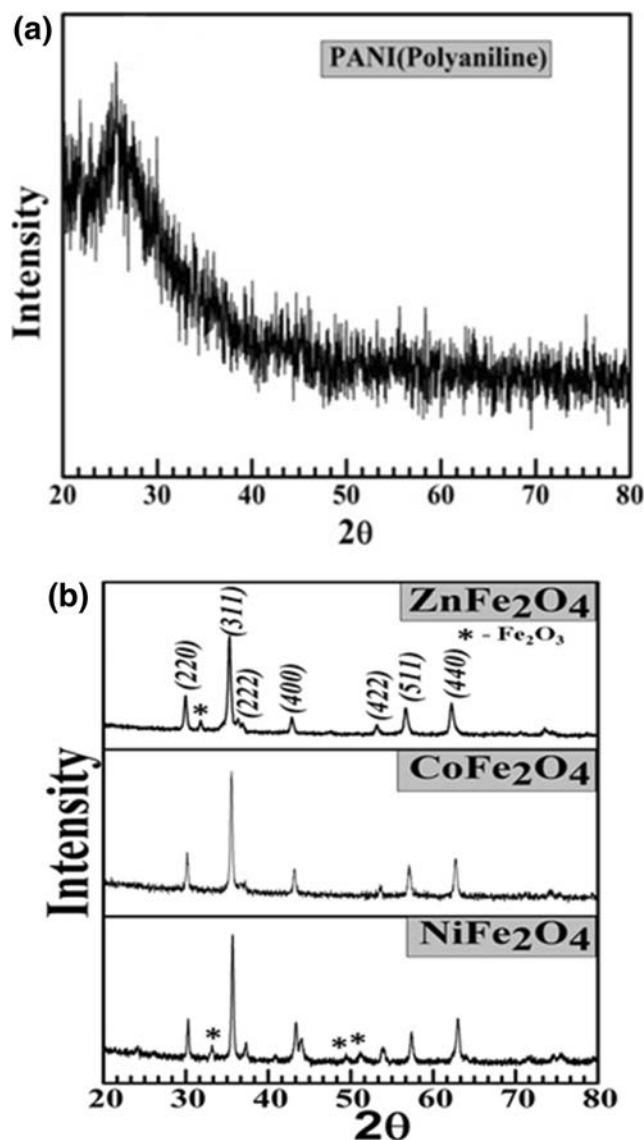 (a)
PANI(Polyaniline)
Intensity
20 30 40 50 60 70 80
2θ
(b)
ZnFe2O4
* - Fe2O3
(220)
*
(311)
(222)
(400)
(422)
(511)
(440)
CoFe2O4
Intensity
NiFe2O4
*
*
*
20 30 40 50 60 70 80
2θ